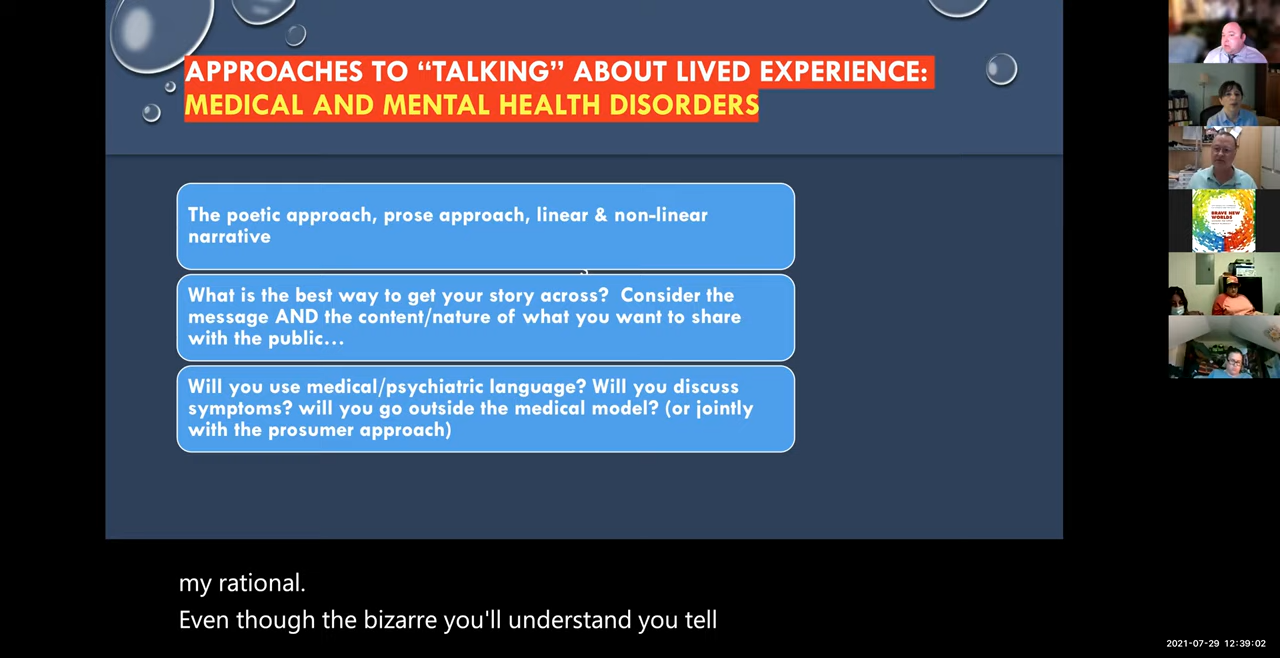 APPROACHES TO “TALKING” ABOUT LIVED EXPERIENCE:
MEDICAL AND MENTAL HEALTH DISORDERS
The poetic approach, prose approach, linear & non-linear
narrative
What is the best way to get your story across?  Consider the
message AND the content/nature of what you want to share
with the public...
Will you use medical/psychiatric language? Will you discuss
symptoms? will you go outside the medical model? (or jointly
with the prosumer approach)
my rational.
Even though the bizarre you'll understand you tell
BRAVE NEW
WORLDS
2021-07-29 12:39:02